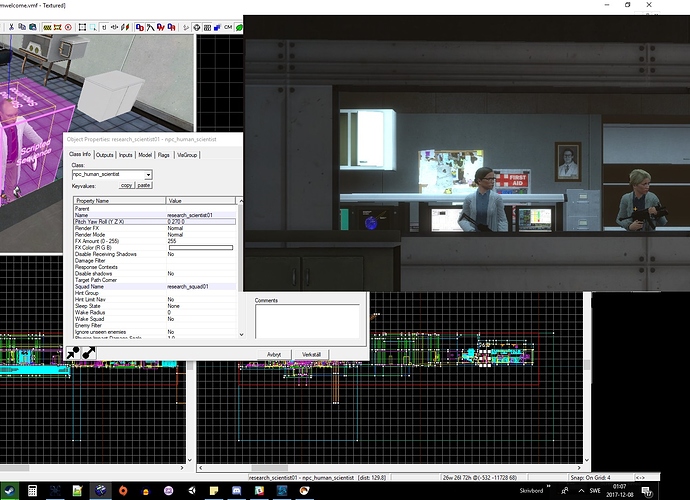 mwelcome.vmf - Textured]
Scripted
Sequence
FIRST
AID
Object Properties: research_scientist01 - npc_human_scientist
Class Info Outputs Inputs Model Flags VisGroup
Class:
npc_human_scientist
Keyvalues: copy paste
Property Name Value
Parent
Name research_scientist01
Pitch Yaw Roll (Y Z X) 0 270 0
Render FX Normal
Render Mode Normal
FX Amount (0 - 255) 255
FX Color (R G B)
Disable Receiving Shadows No
Damage Filter
Response Contexts
Disable shadows No
Target Path Corner
Squad Name research_squad01
Hint Group
Hint Limit Nav No
Sleep State None
Wake Radius 0
Wake Squad No
Enemy Filter
Ignore unseen enemies No
Physics Impact Damage Scale 1.0
Comments
Avbryt Verkställ
research_scientist01 - npc_human_scientist [dist: 129.8]
26w 26l 72h @(-532 -11728 68)
Snap: On Grid: 4
Skrivbord
SWE
01:07
2017-12-08